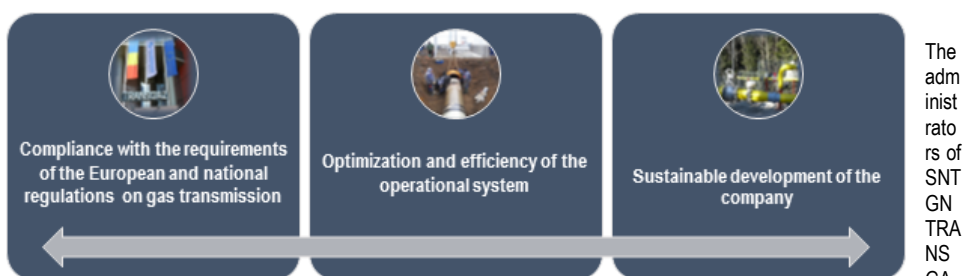 Compliance with the requirements
of the European and national
regulations on gas transmission
Optimization and efficiency of the
operational system
Sustainable development of the
company
The
adm
inist
rato
rs of
SNT
GN
TRA
NS